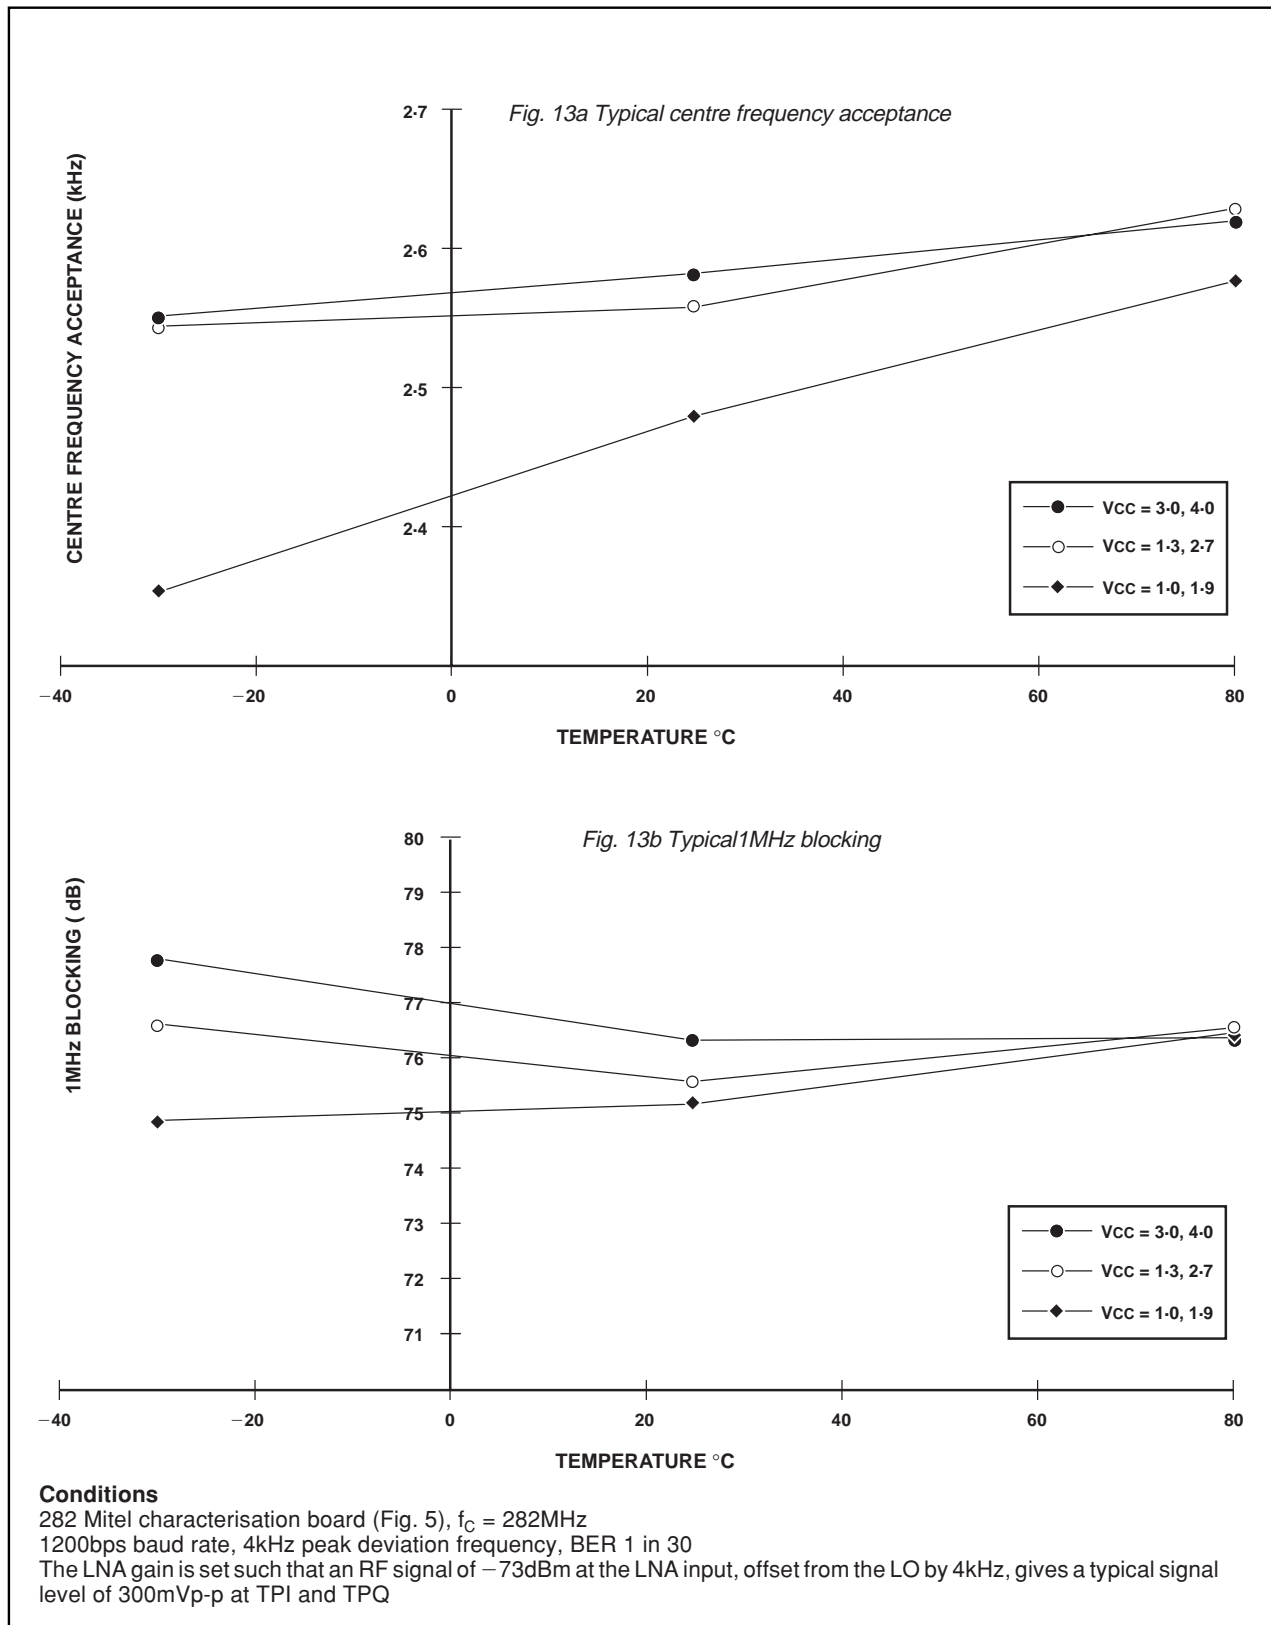 Fig. 13a Typical centre frequency acceptance
CENTRE FREQUENCY ACCEPTANCE (kHz)
2·7
2·6
2·5
2·4
VCC = 3·0, 4·0
VCC = 1·3, 2·7
VCC = 1·0, 1·9
−40
−20
0
20
40
60
80
TEMPERATURE °C
Fig. 13b Typical1MHz blocking
1MHz BLOCKING ( dB)
80
79
78
77
76
75
74
73
72
71
VCC = 3·0, 4·0
VCC = 1·3, 2·7
VCC = 1·0, 1·9
−40
−20
0
20
40
60
80
TEMPERATURE °C
Conditions
282 Mitel characterisation board (Fig. 5), fC = 282MHz
1200bps baud rate, 4kHz peak deviation frequency, BER 1 in 30
The LNA gain is set such that an RF signal of −73dBm at the LNA input, offset from the LO by 4kHz, gives a typical signal
level of 300mVp-p at TPI and TPQ